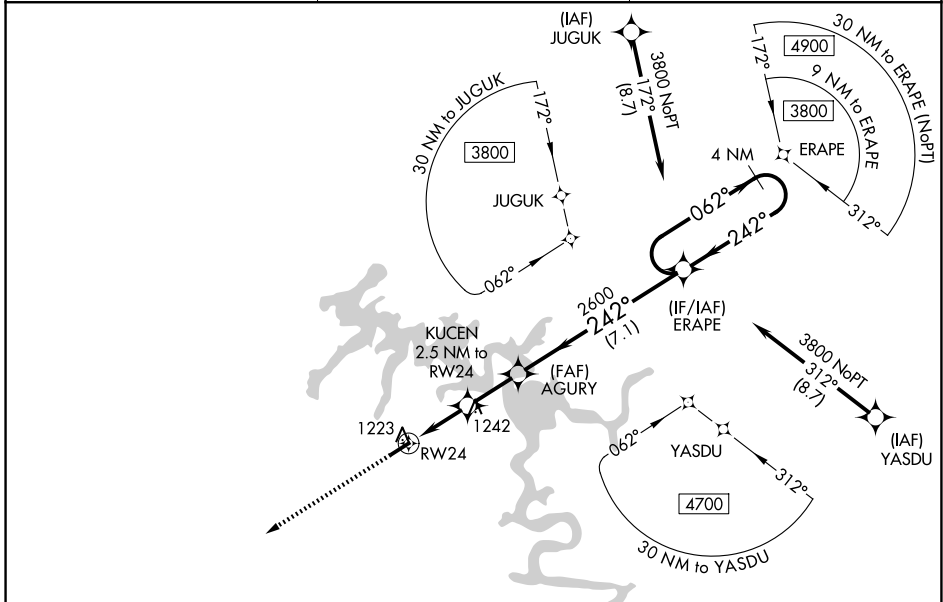 (IAF)
JUGUK
3800 NoPT
172°
(8.7)
30 NM to ERAPE (NoPT)
4900
172°
9 NM to ERAPE
3800
ERAPE
312°
30 NM to JUGUK
172°
3800
JUGUK
062°
4 NM
062°
242°
(IF/IAF)
ERAPE
2600
242°
(7.1)
KUCEN
2.5 NM to
RW24
(FAF)
AGURY
3800 NoPT
312°
(8.7)
(IAF)
YASDU
1223
1242
RW24
062°
YASDU
312°
4700
30 NM to YASDU